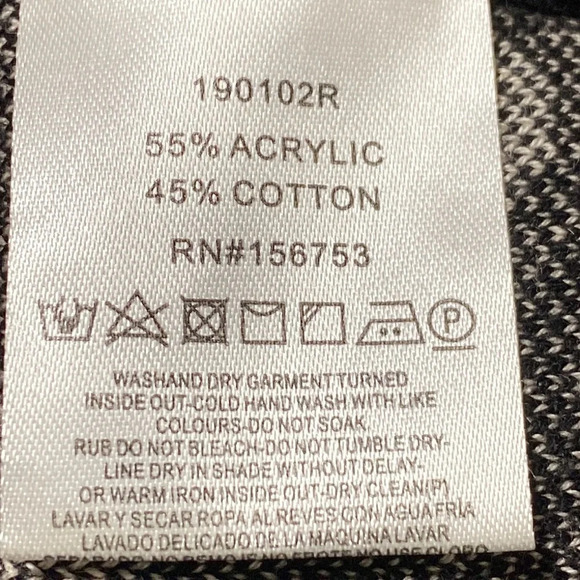 190102R
55% ACRYLIC
45% COTTON
RN#156753
P
WASHAND DRY GARMENT TURNED
INSIDE OUT-COLD HAND WASH WITH LIKE
COLOURS-DO NOT SOAK
RUB DO NOT BLEACH-DO NOT TUMBLE DRY-
LINE DRY IN SHADE WITHOUT DELAY-
OR WARM IRON INSIDE OUT-DRY CLEAN(P)
LAVAR Y SECAR ROPA AL REVES CON AGUA FRIA
LAVADO DELICADO DE LA MAQUINA LAVAR
NO USE CLORO